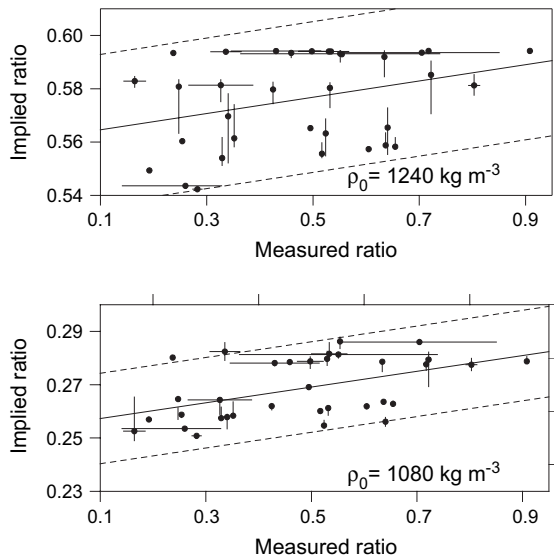 0.60
0.58
0.56
0.54
Implied ratio
ρ₀= 1240 kg m⁻³
0.1 0.3 0.5 0.7 0.9
Measured ratio
0.29
0.27
0.25
0.23
Implied ratio
ρ₀= 1080 kg m⁻³
0.1 0.3 0.5 0.7 0.9
Measured ratio